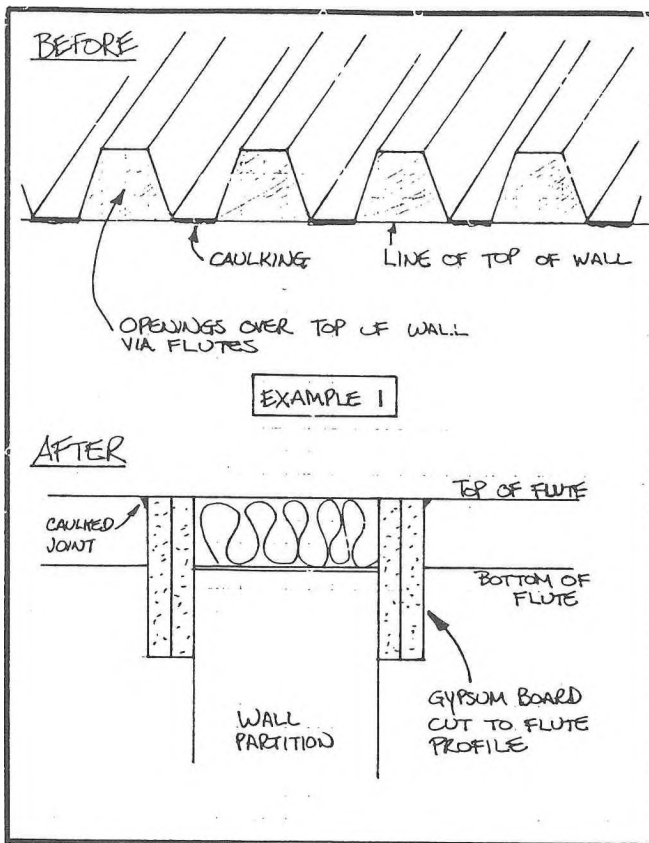 BEFORE
CAULKING
LINE OF TOP OF WALL
OPENINGS OVER TOP OF WALL
VIA FLUTES
EXAMPLE 1
AFTER
TOP OF FLUTE
CAULKED
JOINT
BOTTOM OF
FLUTE
WALL
PARTITION
GYPSUM BOARD
CUT TO FLUTE
PROFILE